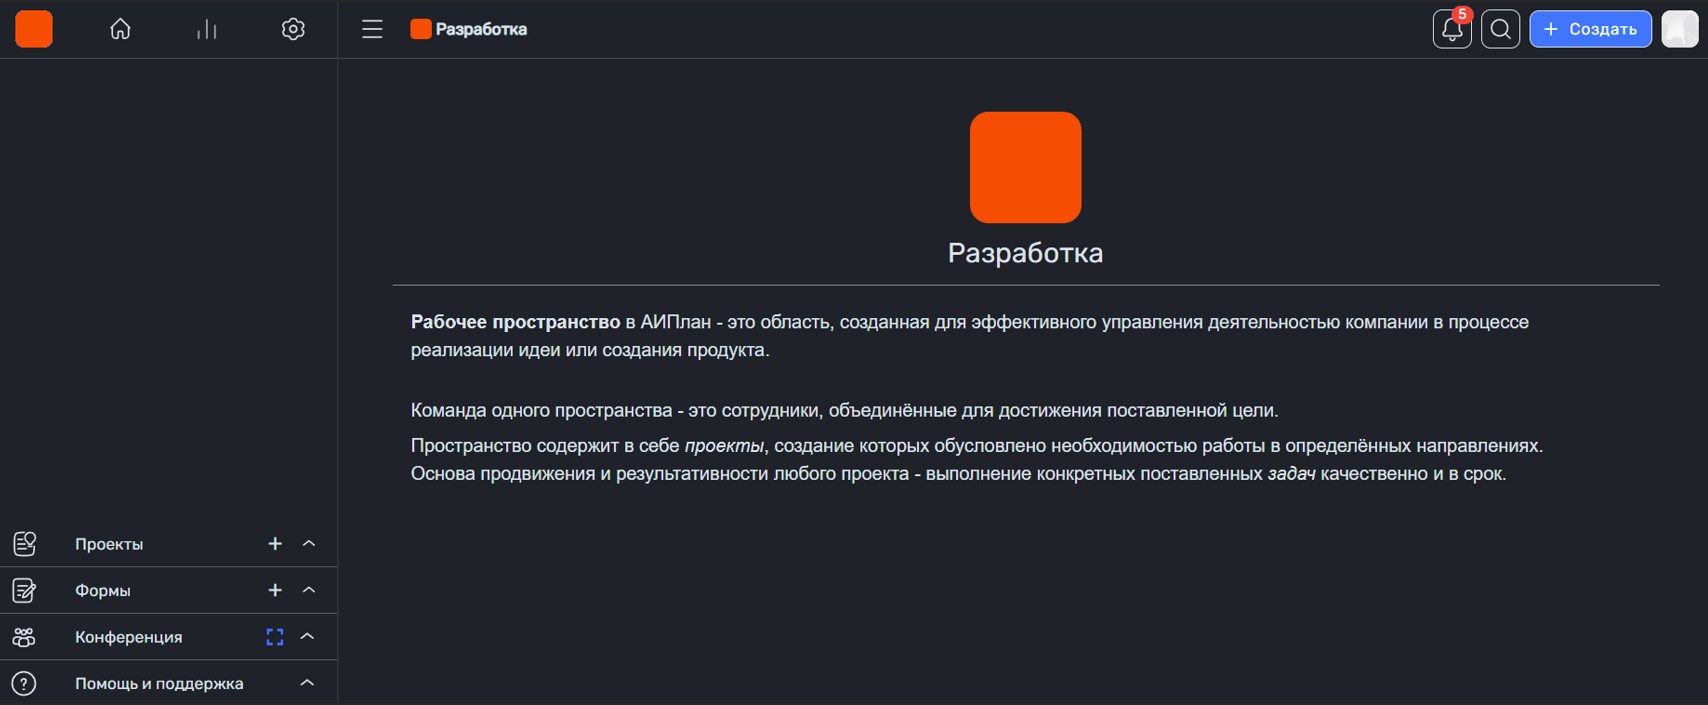 Разработка
5
+ Создать
Разработка
Рабочее пространство в АИПлан - это область, созданная для эффективного управления деятельностью компании в процессе
реализации идеи или создания продукта.
Команда одного пространства - это сотрудники, объединённые для достижения поставленной цели.
Пространство содержит в себе проекты, создание которых обусловлено необходимостью работы в определённых направлениях.
Основа продвижения и результативности любого проекта - выполнение конкретных поставленных задач качественно и в срок.
Проекты
Формы
Конференция
Помощь и поддержка